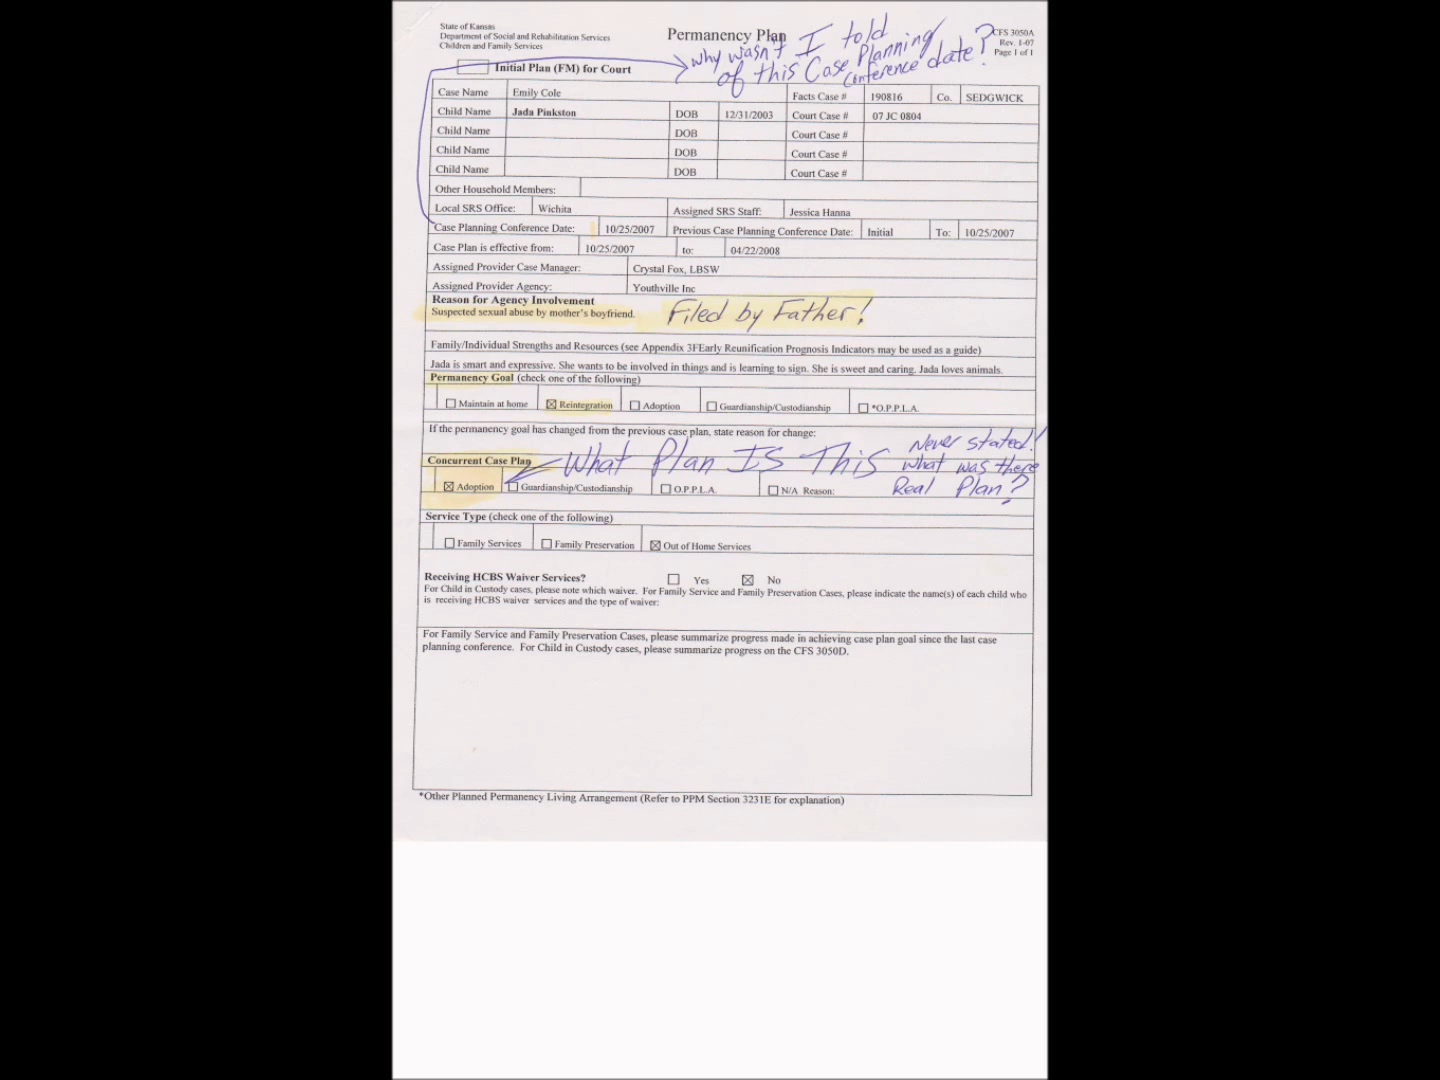 State of Kansas
Department of Social and Rehabilitation Services
Children and Family Services
Permanency Plan
CFS 3050A
Rev. 1-07
Page 1 of 1
why wasn't I told
of this Case Planning
conference date?
Initial Plan (FM) for Court
Case Name Emily Cole Facts Case # 190816 Co. SEDGWICK
Child Name Jada Pinkston DOB 12/31/2003 Court Case # 07 JC 0804
Child Name DOB Court Case #
Child Name DOB Court Case #
Child Name DOB Court Case #
Other Household Members:
Local SRS Office: Wichita Assigned SRS Staff: Jessica Hanna
Case Planning Conference Date: 10/25/2007 Previous Case Planning Conference Date: Initial To: 10/25/2007
Case Plan is effective from: 10/25/2007 to: 04/22/2008
Assigned Provider Case Manager: Crystal Fox, LBSW
Assigned Provider Agency: Youthville Inc
Reason for Agency Involvement
Suspected sexual abuse by mother's boyfriend. Filed by Father!
Family/Individual Strengths and Resources (see Appendix 3FEarly Reunification Prognosis Indicators may be used as a guide)
Jada is smart and expressive. She wants to be involved in things and is learning to sign. She is sweet and caring. Jada loves animals.
Permanency Goal (check one of the following)
☐ Maintain at home ☒ Reintegration ☐ Adoption ☐ Guardianship/Custodianship ☐ *O.P.P.L.A.
If the permanency goal has changed from the previous case plan, state reason for change:
Never stated!
Concurrent Case Plan What Plan IS This what was there
☒ Adoption ☐ Guardianship/Custodianship ☐ O.P.P.L.A. ☐ N/A Reason: Real Plan?
Service Type (check one of the following)
☐ Family Services ☐ Family Preservation ☒ Out of Home Services
Receiving HCBS Waiver Services? ☐ Yes ☒ No
For Child in Custody cases, please note which waiver. For Family Service and Family Preservation Cases, please indicate the name(s) of each child who
is receiving HCBS waiver services and the type of waiver:
For Family Service and Family Preservation Cases, please summarize progress made in achieving case plan goal since the last case
planning conference. For Child in Custody cases, please summarize progress on the CFS 3050D.
*Other Planned Permanency Living Arrangement (Refer to PPM Section 3231E for explanation)